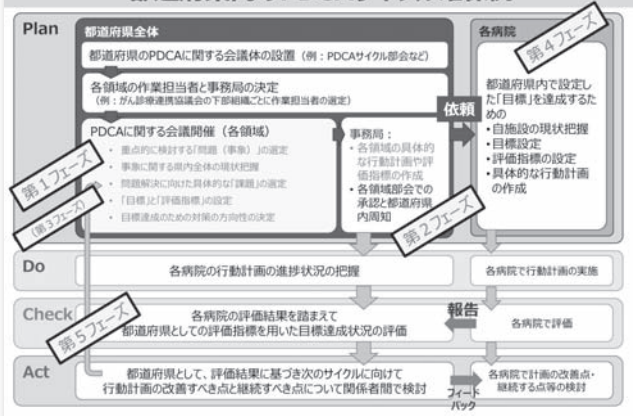 Plan
都道府県全体
都道府県のPDCAに関する会議体の設置（例：PDCAサイクル部会など）
各領域の作業担当者と事務局の決定
（例：がん診療連携協議会の下部組織ごとに作業担当者の選定）
PDCAに関する会議開催（各領域）
・ 重点的に検討する「問題（事象）」の選定
・ 事象に関する県内全体の現状把握
・ 問題解決に向けた具体的な「課題」の選定
・ 「目標」と「評価指標」の設定
・ 目標達成のための対策の方向性の決定
事務局：
・各領域の具体的
な行動計画や評
価指標の作成
・各領域部会での
承認と都道府県
内周知
依頼
各病院
都道府県内で設定し
た「目標」を達成するた
めの
・自施設の現状把握
・目標設定
・評価指標の設定
・具体的な行動計画
の作成
第1フェーズ
（第3フェーズ）
第2フェーズ
第4フェーズ
Do
各病院の行動計画の進捗状況の把握
各病院で行動計画の実施
Check
各病院の評価結果を踏まえて
都道府県としての評価指標を用いた目標達成状況の評価
報告
各病院で評価
第5フェーズ
Act
都道府県として、評価結果に基づき次のサイクルに向けて
行動計画の改善すべき点と継続すべき点について関係者間で検討
フィード
バック
各病院で計画の改善点・
継続する点等の検討